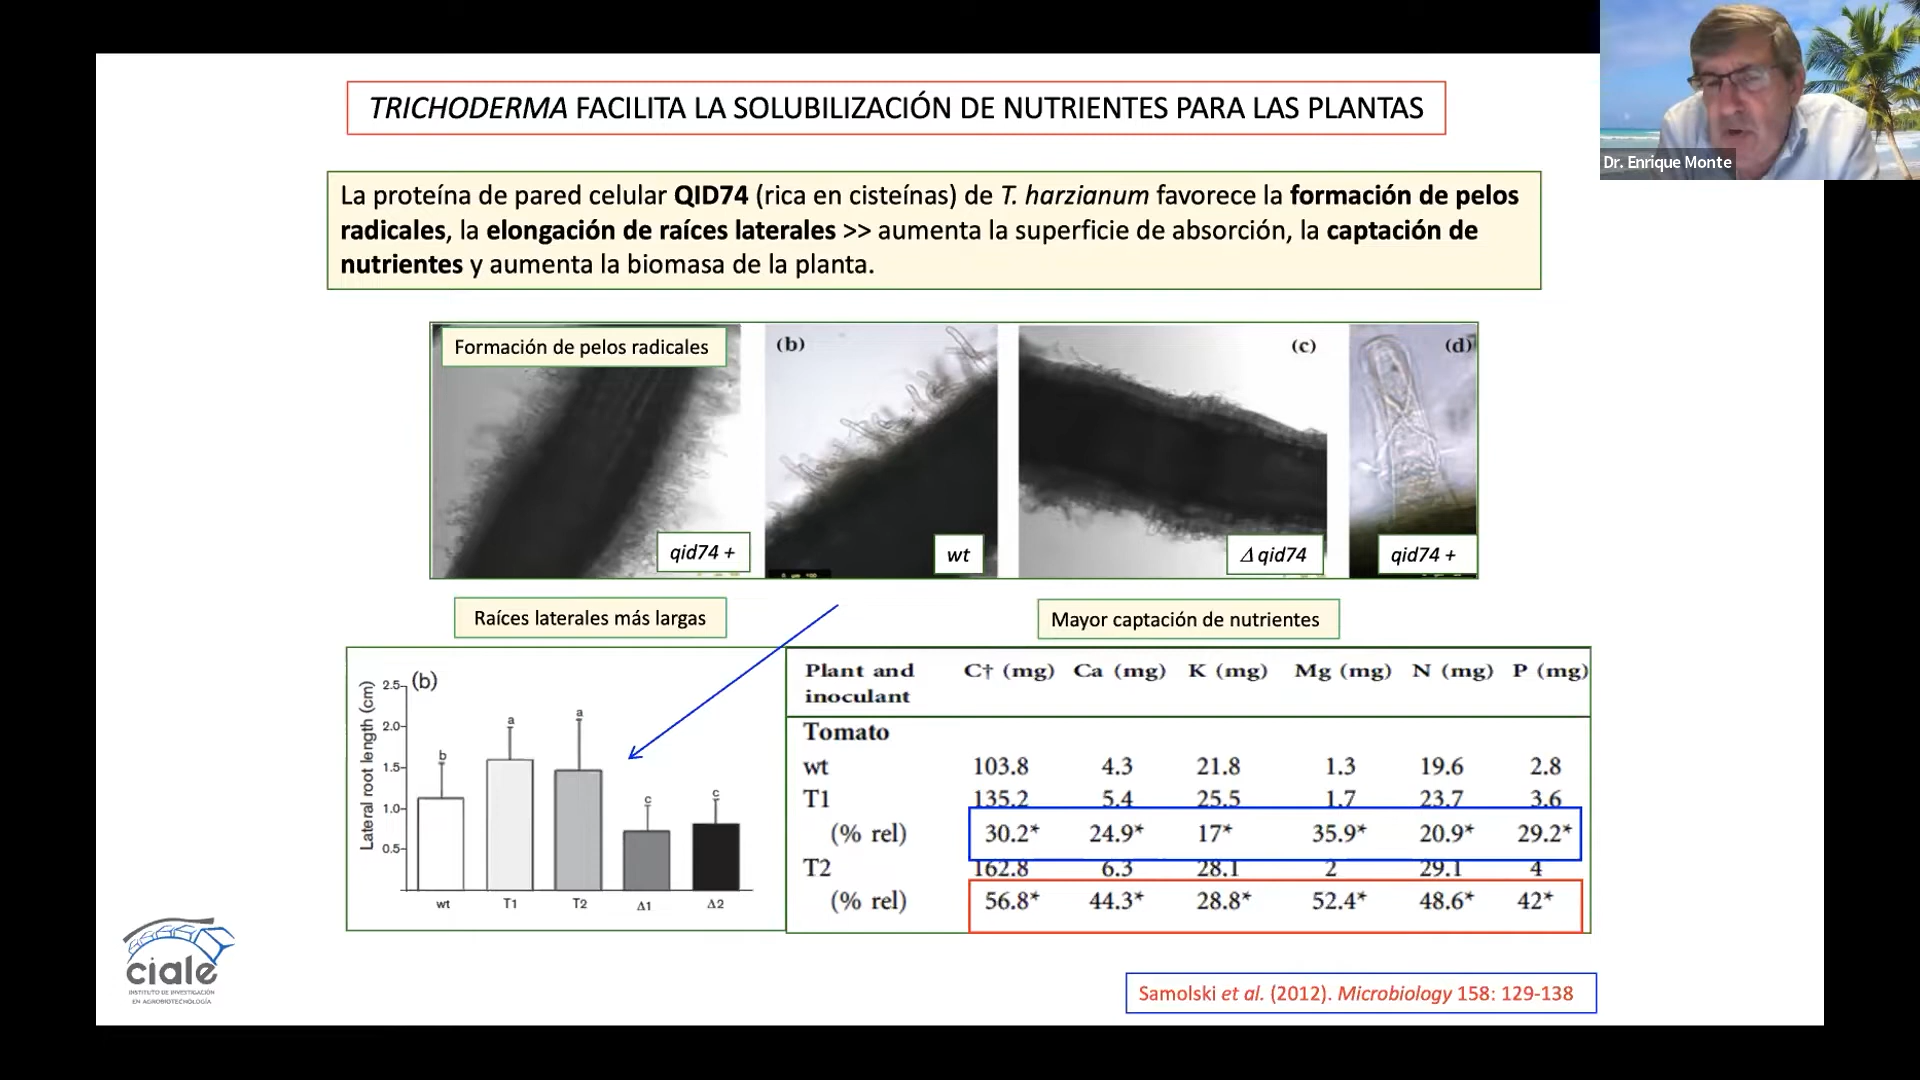 TRICHODERMA FACILITA LA SOLUBILIZACIÓN DE NUTRIENTES PARA LAS PLANTAS
Dr. Enrique Monte
La proteína de pared celular QID74 (rica en cisteínas) de T. harzianum favorece la formación de pelos
radicales, la elongación de raíces laterales >> aumenta la superficie de absorción, la captación de
nutrientes y aumenta la biomasa de la planta.
Formación de pelos radicales
(b)
(c)
(d)
qid74 +
wt
Δ qid74
qid74 +
Raíces laterales más largas
Mayor captación de nutrientes
(b)
Lateral root length (cm)
2.5
2.0
1.5
1.0
0.5
b
a
a
c
c
wt T1 T2 Δ1 Δ2
Plant and C† (mg) Ca (mg) K (mg) Mg (mg) N (mg) P (mg)
inoculant
Tomato
wt 103.8 4.3 21.8 1.3 19.6 2.8
T1 135.2 5.4 25.5 1.7 23.7 3.6
(% rel) 30.2* 24.9* 17* 35.9* 20.9* 29.2*
T2 162.8 6.3 28.1 2 29.1 4
(% rel) 56.8* 44.3* 28.8* 52.4* 48.6* 42*
ciale
INSTITUTO DE INVESTIGACIÓN
EN AGROBIOTECNOLOGÍA
Samolski et al. (2012). Microbiology 158: 129-138